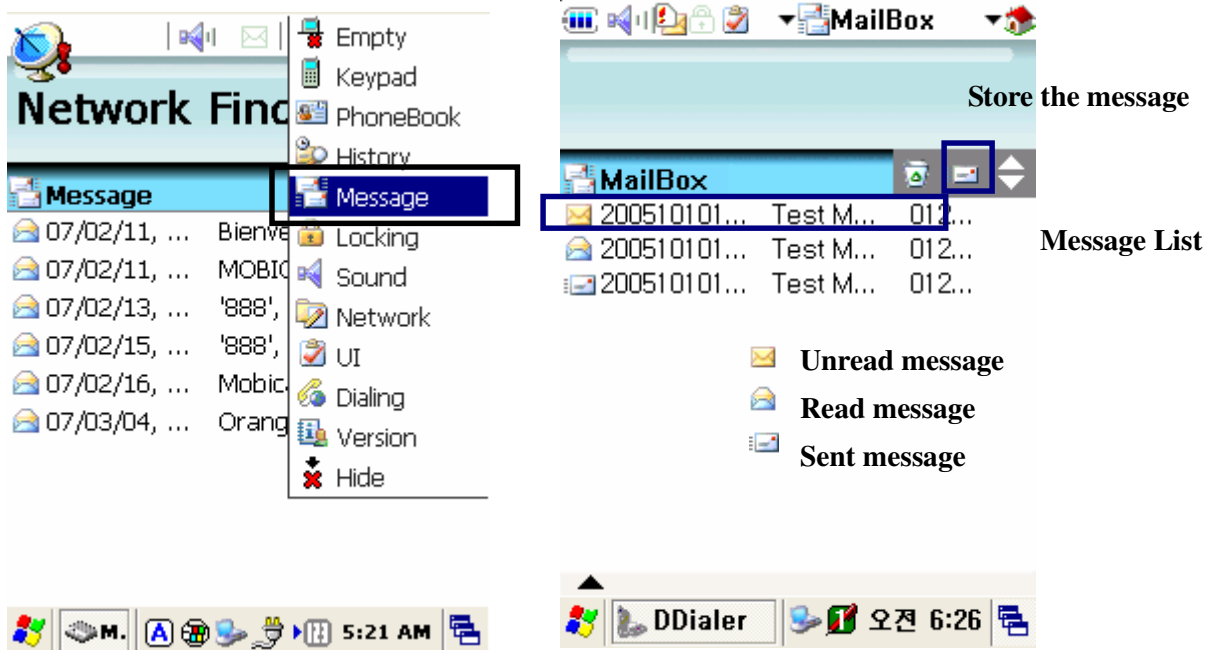 Empty
Keypad
PhoneBook
History
Message
Locking
Sound
Network
UI
Dialing
Version
Hide
Network Find
Message
07/02/11, ... Bienve
07/02/11, ... MOBIC
07/02/13, ... '888',
07/02/15, ... '888',
07/02/16, ... Mobica
07/03/04, ... Orang
M. A 5:21 AM
MailBox
Store the message
MailBox
200510101... Test M... 012...
200510101... Test M... 012...
200510101... Test M... 012...
Message List
Unread message
Read message
Sent message
DDialer 오전 6:26